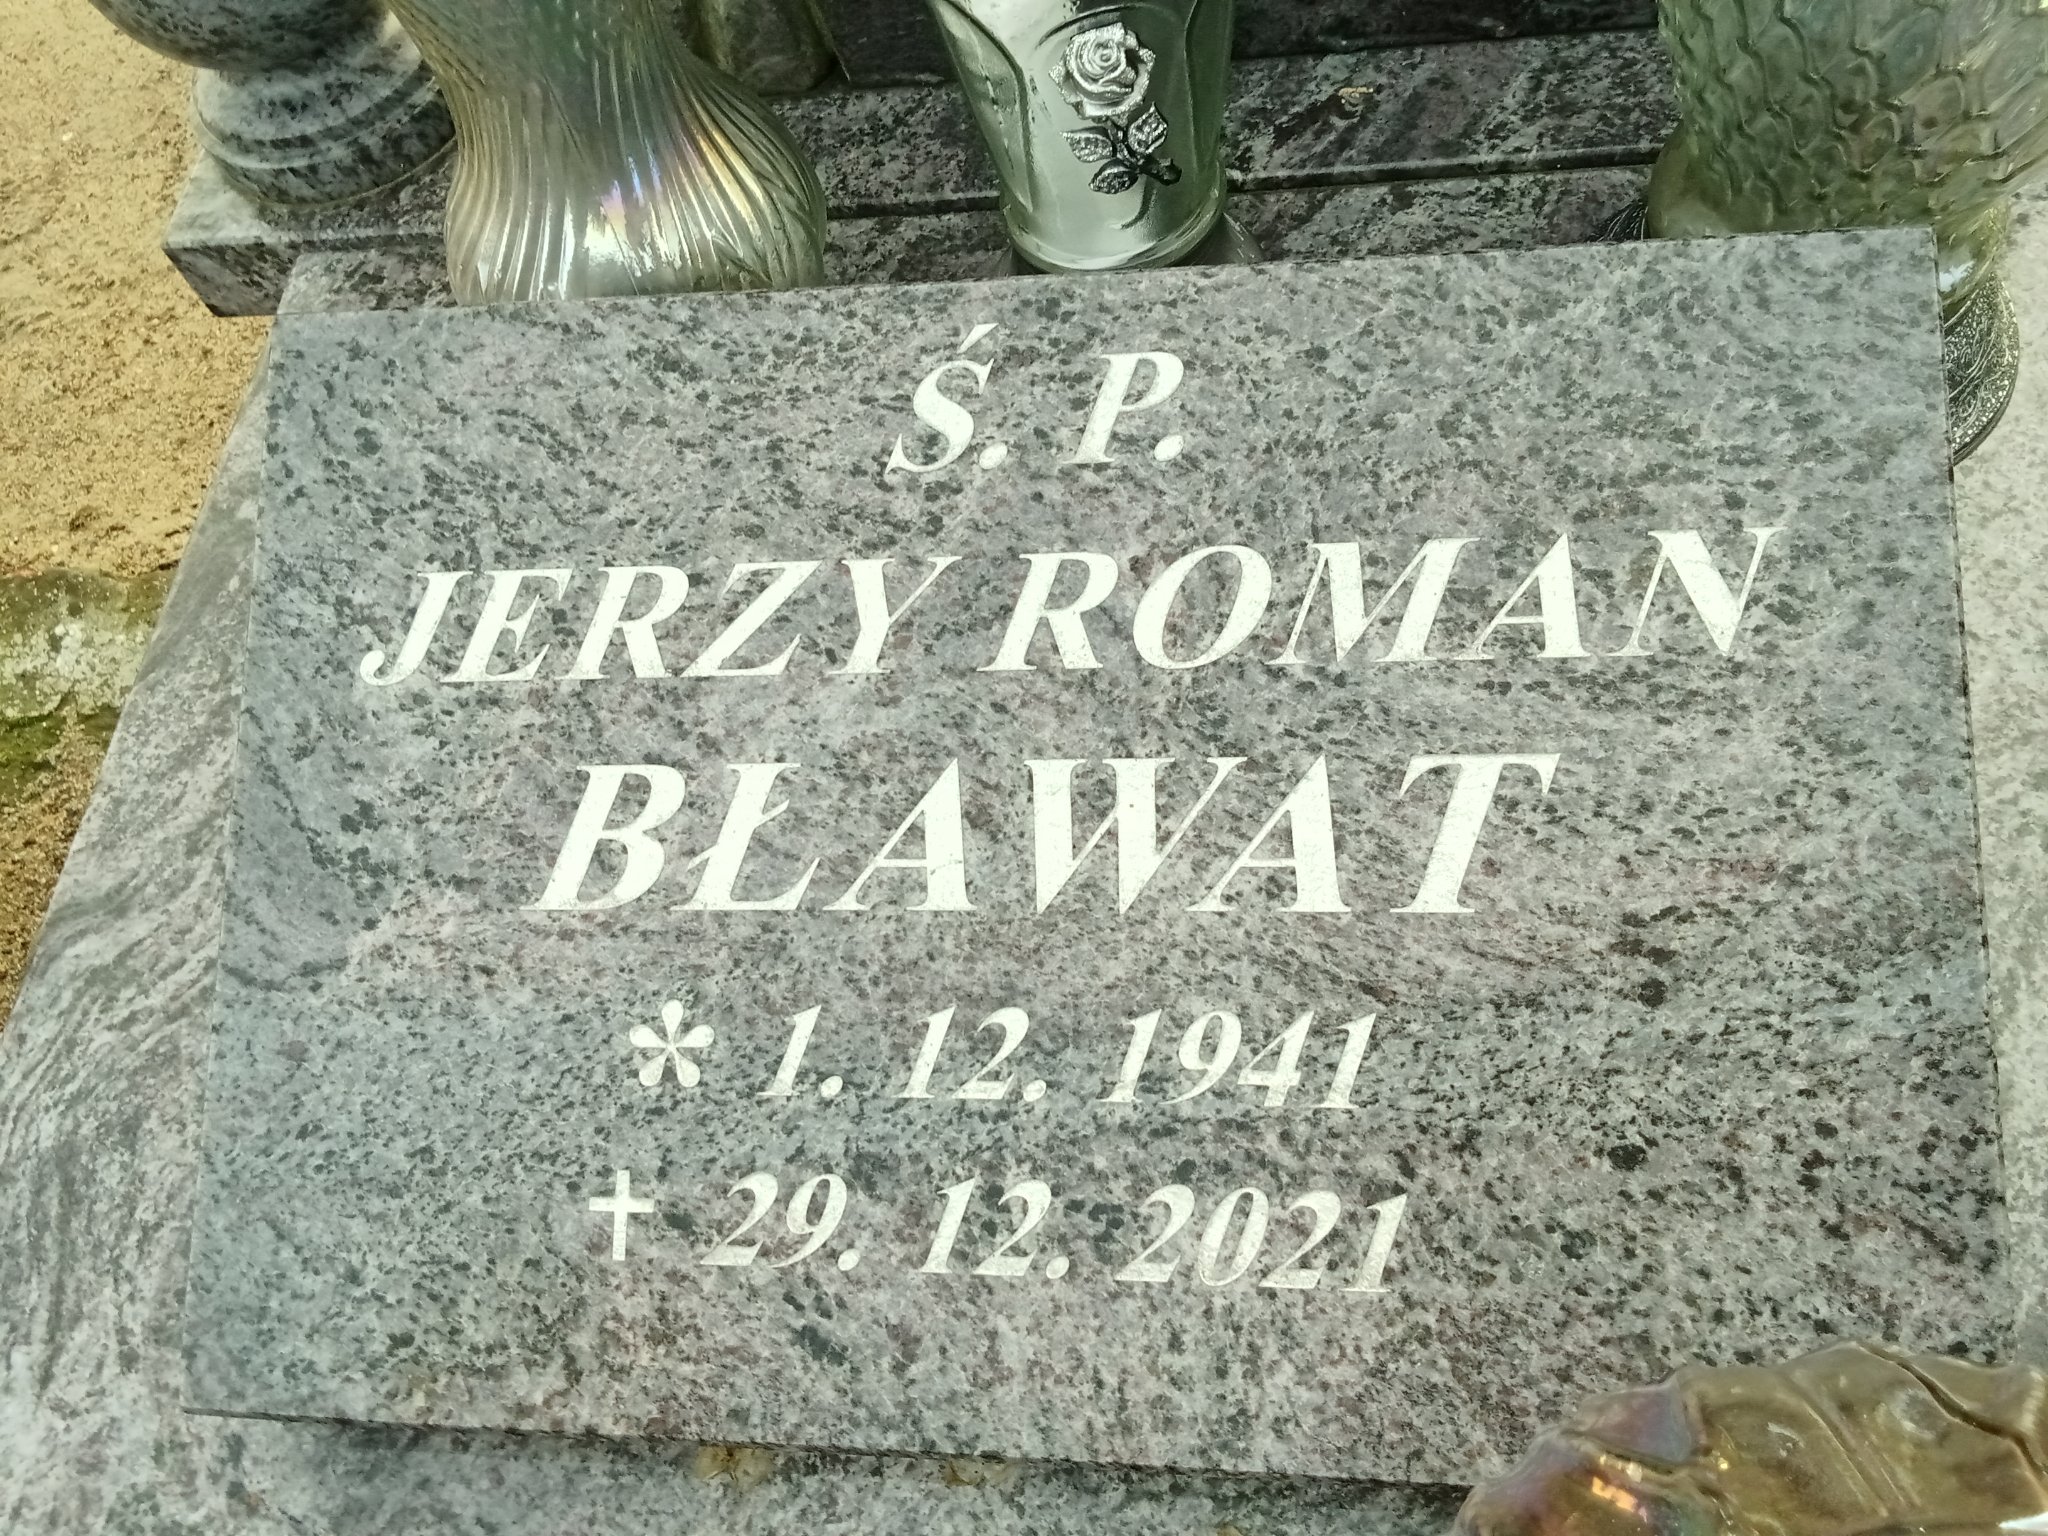 Ś. P.
JERZY ROMAN
BŁAWAT
* 1. 12. 1941
✝ 29. 12. 2021